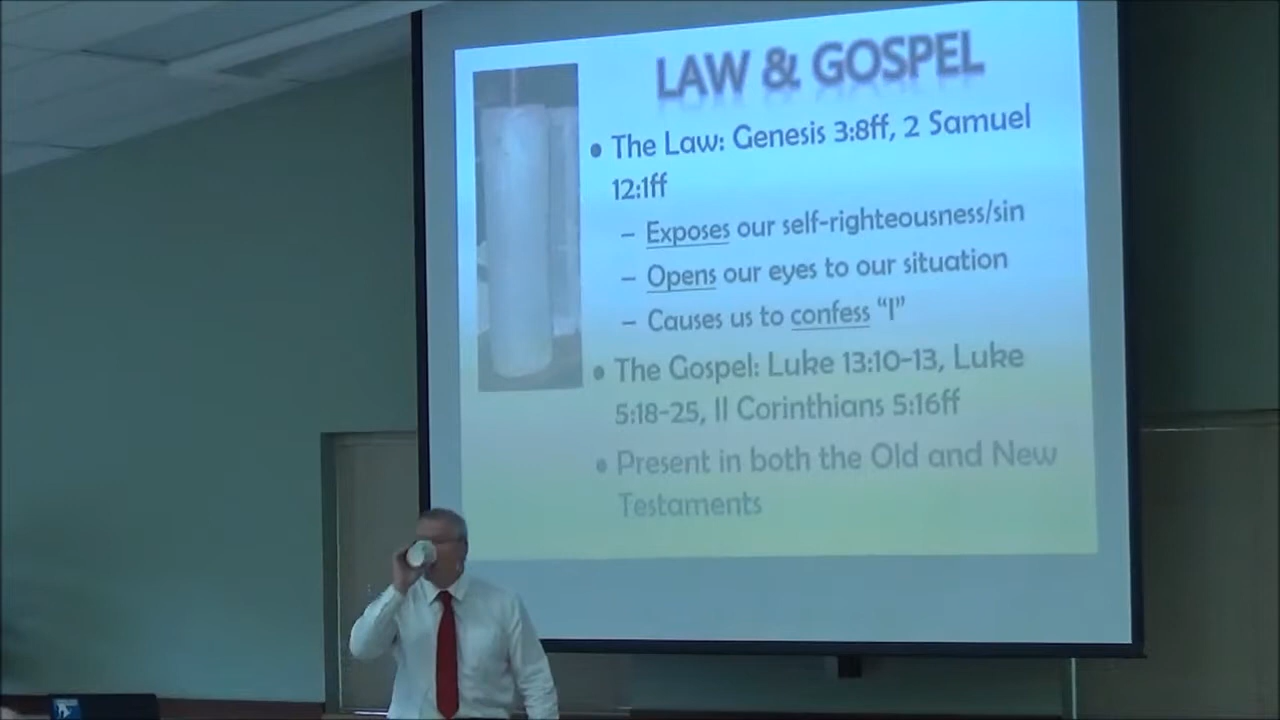 LAW & GOSPEL
• The Law: Genesis 3:8ff, 2 Samuel
12:1ff
– Exposes our self-righteousness/sin
– Opens our eyes to our situation
– Causes us to confess “I”
• The Gospel: Luke 13:10-13, Luke
5:18-25, II Corinthians 5:16ff
• Present in both the Old and New
Testaments